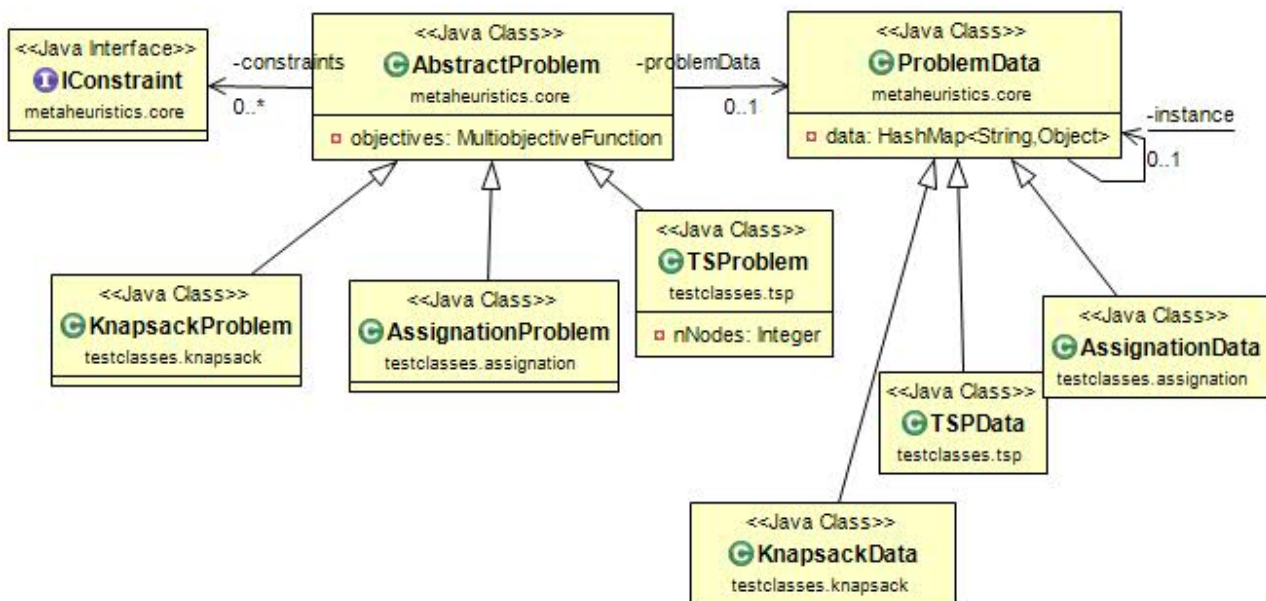 <<Java Interface>>
I IConstraint
metaheuristics.core
-constraints
0..*
<<Java Class>>
C AbstractProblem
metaheuristics.core
objectives: MultiobjectiveFunction
-problemData
0..1
<<Java Class>>
C ProblemData
metaheuristics.core
data: HashMap<String,Object>
-instance
0..1
<<Java Class>>
C KnapsackProblem
testclasses.knapsack
<<Java Class>>
C AssignationProblem
testclasses.assignation
<<Java Class>>
C TSProblem
testclasses.tsp
nNodes: Integer
<<Java Class>>
C AssignationData
testclasses.assignation
<<Java Class>>
C TSPData
testclasses.tsp
<<Java Class>>
C KnapsackData
testclasses.knapsack